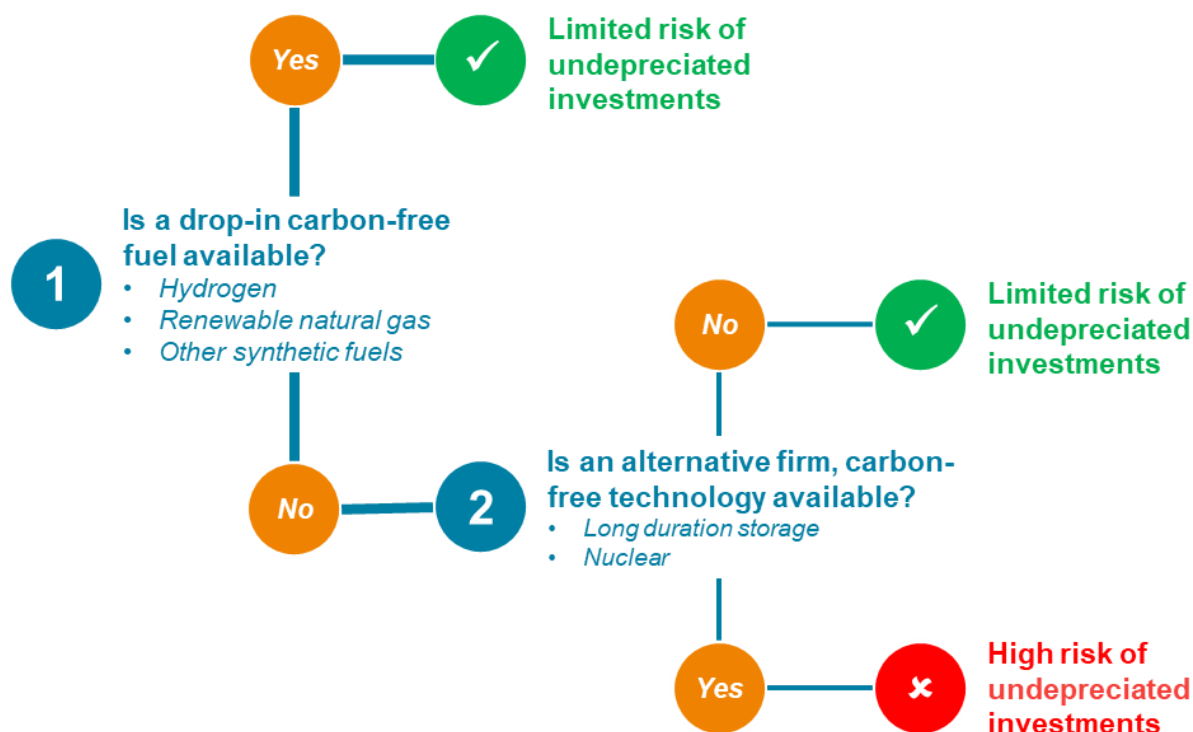 Yes
✓
Limited risk of
undepreciated
investments
1
Is a drop-in carbon-free
fuel available?
• Hydrogen
• Renewable natural gas
• Other synthetic fuels
No
2
Is an alternative firm, carbon-
free technology available?
• Long duration storage
• Nuclear
No
✓
Limited risk of
undepreciated
investments
Yes
✘
High risk of
undepreciated
investments